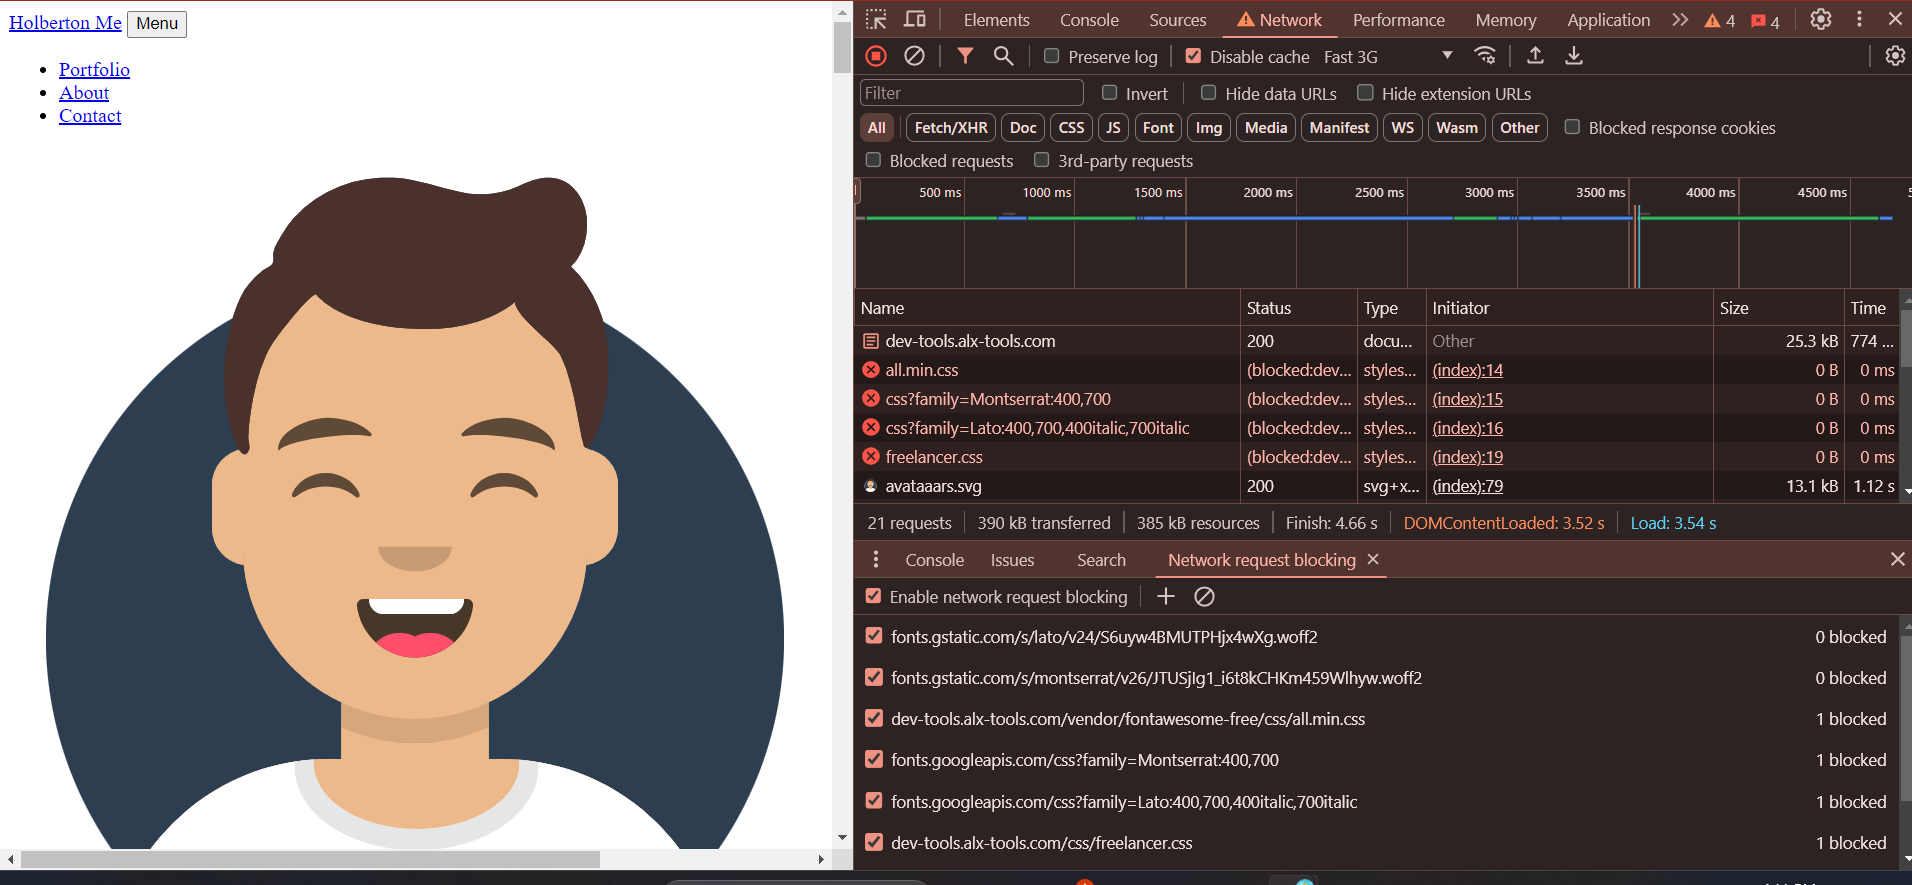 Holberton Me Menu
Portfolio
About
Contact
Elements Console Sources Network Performance Memory Application 4 4
Preserve log Disable cache Fast 3G
Filter Invert Hide data URLs Hide extension URLs
All Fetch/XHR Doc CSS JS Font Img Media Manifest WS Wasm Other Blocked response cookies
Blocked requests 3rd-party requests
500 ms 1000 ms 1500 ms 2000 ms 2500 ms 3000 ms 3500 ms 4000 ms 4500 ms
Name Status Type Initiator Size Time
dev-tools.alx-tools.com 200 docu... Other 25.3 kB 774 ...
all.min.css (blocked:dev... styles... (index):14 0 B 0 ms
css?family=Montserrat:400,700 (blocked:dev... styles... (index):15 0 B 0 ms
css?family=Lato:400,700,400italic,700italic (blocked:dev... styles... (index):16 0 B 0 ms
freelancer.css (blocked:dev... styles... (index):19 0 B 0 ms
avataaars.svg 200 svg+x... (index):79 13.1 kB 1.12 s
21 requests 390 kB transferred 385 kB resources Finish: 4.66 s DOMContentLoaded: 3.52 s Load: 3.54 s
Console Issues Search Network request blocking
Enable network request blocking
fonts.gstatic.com/s/lato/v24/S6uyw4BMUTPHjx4wXg.woff2 0 blocked
fonts.gstatic.com/s/montserrat/v26/JTUSjIg1_i6t8kCHKm459Wlhyw.woff2 0 blocked
dev-tools.alx-tools.com/vendor/fontawesome-free/css/all.min.css 1 blocked
fonts.googleapis.com/css?family=Montserrat:400,700 1 blocked
fonts.googleapis.com/css?family=Lato:400,700,400italic,700italic 1 blocked
dev-tools.alx-tools.com/css/freelancer.css 1 blocked